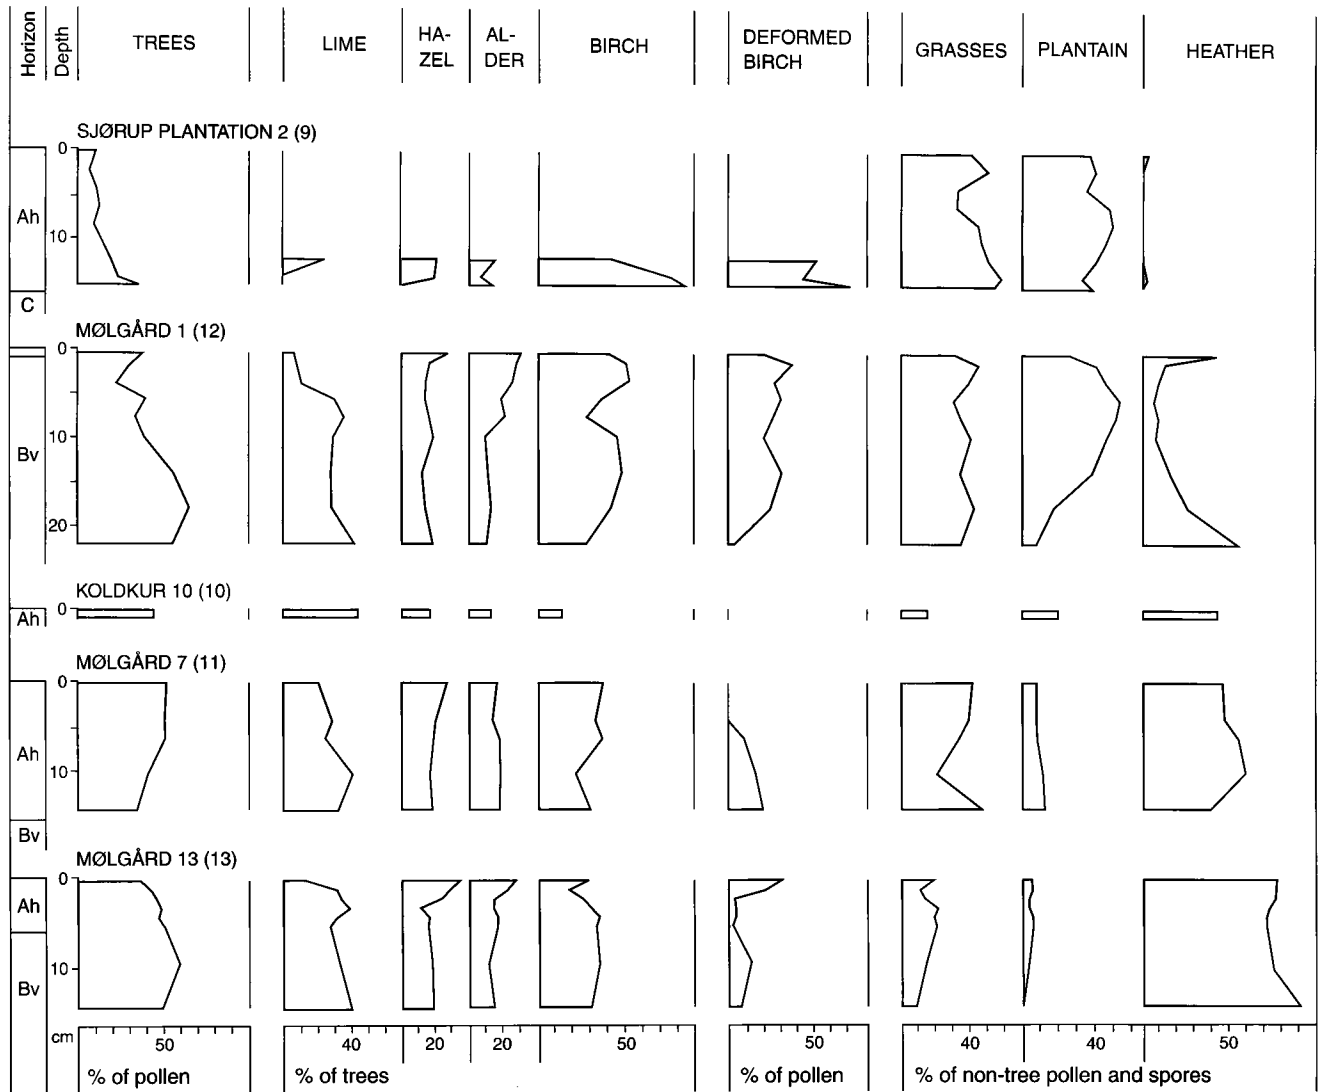 Horizon
Depth
TREES
LIME
HA-
ZEL
AL-
DER
BIRCH
DEFORMED
BIRCH
GRASSES
PLANTAIN
HEATHER
SJØRUP PLANTATION 2 (9)
0
Ah
10
C
MØLGÅRD 1 (12)
0
10
Bv
20
KOLDKUR 10 (10)
0
Ah
MØLGÅRD 7 (11)
0
Ah
10
Bv
MØLGÅRD 13 (13)
0
Ah
10
Bv
cm
50
40
20
20
50
50
40
40
50
% of pollen
% of trees
% of pollen
% of non-tree pollen and spores